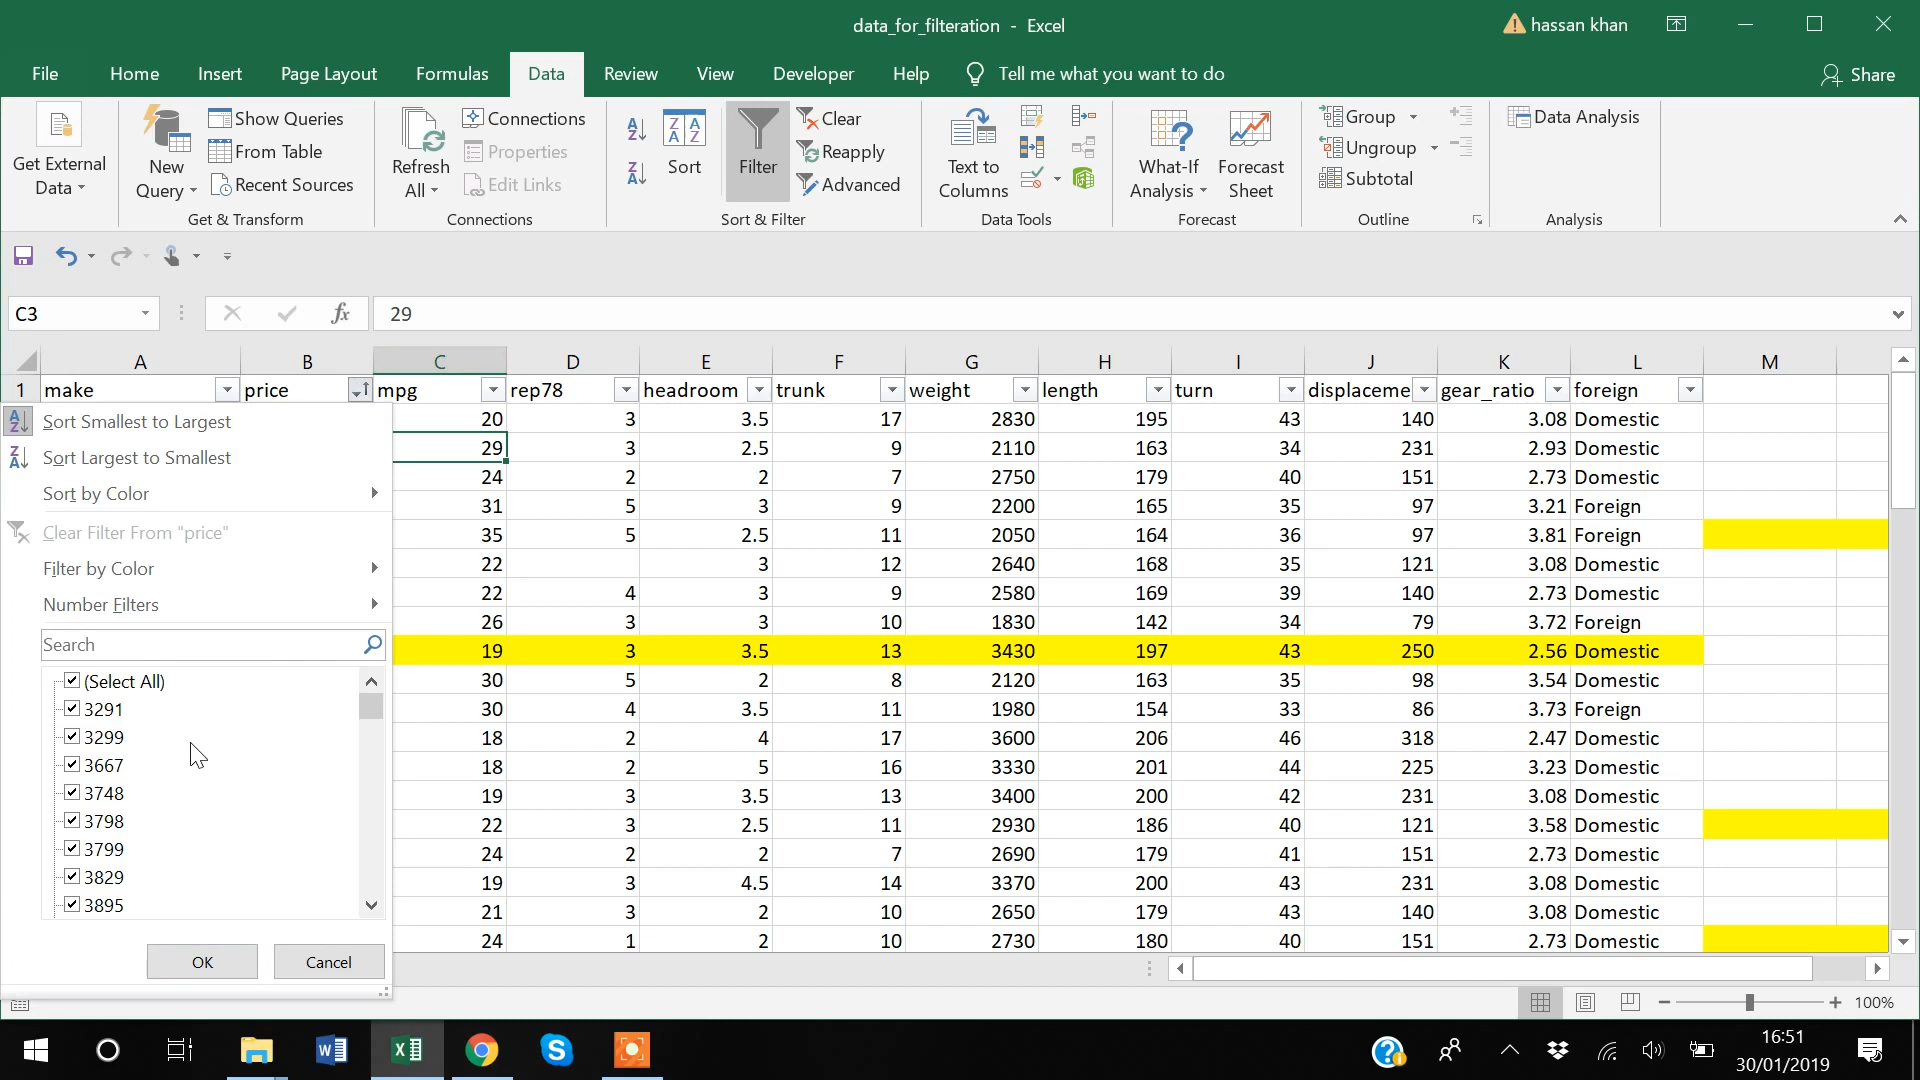 data_for_filteration - Excel
hassan khan
File Home Insert Page Layout Formulas Data Review View Developer Help Tell me what you want to do Share
Get External Data
New Query
Show Queries
From Table
Recent Sources
Get & Transform
Refresh All
Connections
Properties
Edit Links
Connections
Sort
Filter
Clear
Reapply
Advanced
Sort & Filter
Text to Columns
Data Tools
What-If Analysis
Forecast Sheet
Forecast
Group
Ungroup
Subtotal
Outline
Data Analysis
Analysis
C3 fx 29
A B C D E F G H I J K L M
1 make price mpg rep78 headroom trunk weight length turn displaceme gear_ratio foreign
20 3 3.5 17 2830 195 43 140 3.08 Domestic
29 3 2.5 9 2110 163 34 231 2.93 Domestic
24 2 2 7 2750 179 40 151 2.73 Domestic
31 5 3 9 2200 165 35 97 3.21 Foreign
35 5 2.5 11 2050 164 36 97 3.81 Foreign
22 3 12 2640 168 35 121 3.08 Domestic
22 4 3 9 2580 169 39 140 2.73 Domestic
26 3 3 10 1830 142 34 79 3.72 Foreign
19 3 3.5 13 3430 197 43 250 2.56 Domestic
30 5 2 8 2120 163 35 98 3.54 Domestic
30 4 3.5 11 1980 154 33 86 3.73 Foreign
18 2 4 17 3600 206 46 318 2.47 Domestic
18 2 5 16 3330 201 44 225 3.23 Domestic
19 3 3.5 13 3400 200 42 231 3.08 Domestic
22 3 2.5 11 2930 186 40 121 3.58 Domestic
24 2 2 7 2690 179 41 151 2.73 Domestic
19 3 4.5 14 3370 200 43 231 3.08 Domestic
21 3 2 10 2650 179 43 140 3.08 Domestic
24 1 2 10 2730 180 40 151 2.73 Domestic
Sort Smallest to Largest
Sort Largest to Smallest
Sort by Color
Clear Filter From "price"
Filter by Color
Number Filters
Search
(Select All)
3291
3299
3667
3748
3798
3799
3829
3895
OK Cancel
100%
16:51
30/01/2019